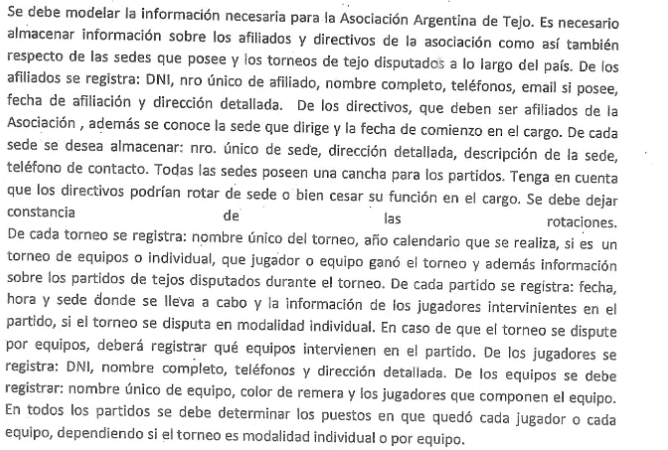 Se debe modelar la información necesaria para la Asociación Argentina de Tejo. Es necesario
almacenar información sobre los afiliados y directivos de la asociación como así también
respecto de las sedes que posee y los torneos de tejo disputados a lo largo del país. De los
afiliados se registra: DNI, nro único de afiliado, nombre completo, teléfonos, email si posee,
fecha de afiliación y dirección detallada. De los directivos, que deben ser afiliados de la
Asociación , además se conoce la sede que dirige y la fecha de comienzo en el cargo. De cada
sede se desea almacenar: nro. único de sede, dirección detallada, descripción de la sede,
teléfono de contacto. Todas las sedes poseen una cancha para los partidos. Tenga en cuenta
que los directivos podrían rotar de sede o bien cesar su función en el cargo. Se debe dejar
constancia de las rotaciones.
De cada torneo se registra: nombre único del torneo, año calendario que se realiza, si es un
torneo de equipos o individual, que jugador o equipo ganó el torneo y además información
sobre los partidos de tejos disputados durante el torneo. De cada partido se registra: fecha,
hora y sede donde se lleva a cabo y la información de los jugadores intervinientes en el
partido, si el torneo se disputa en modalidad individual. En caso de que el torneo se dispute
por equipos, deberá registrar qué equipos intervienen en el partido. De los jugadores se
registra: DNI, nombre completo, teléfonos y dirección detallada. De los equipos se debe
registrar: nombre único de equipo, color de remera y los jugadores que componen el equipo.
En todos los partidos se debe determinar los puestos en que quedó cada jugador o cada
equipo, dependiendo si el torneo es modalidad individual o por equipo.